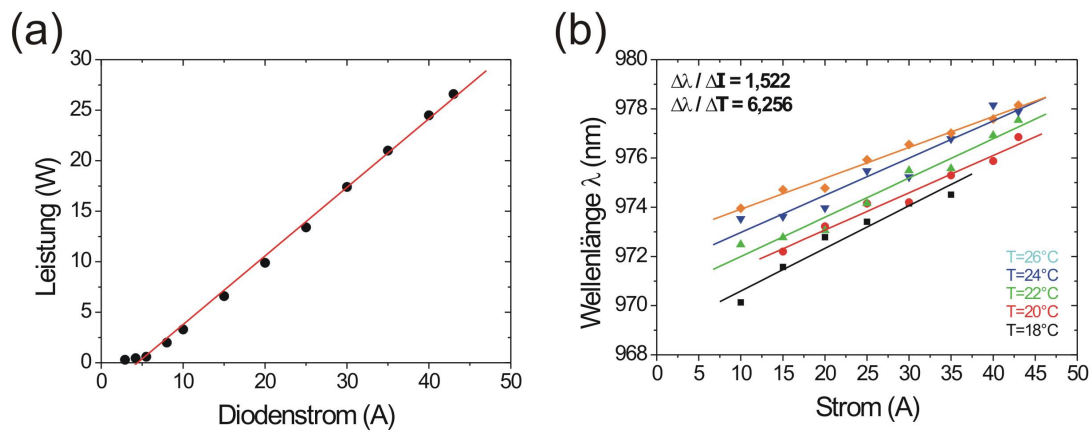 (a)
30
25
20
15
10
5
0
Leistung (W)
0 10 20 30 40 50
Diodenstrom (A)
(b)
980
978
976
974
972
970
968
Wellenlänge λ (nm)
Δλ / ΔI = 1,522
Δλ / ΔT = 6,256
T=26°C
T=24°C
T=22°C
T=20°C
T=18°C
0 5 10 15 20 25 30 35 40 45 50
Strom (A)